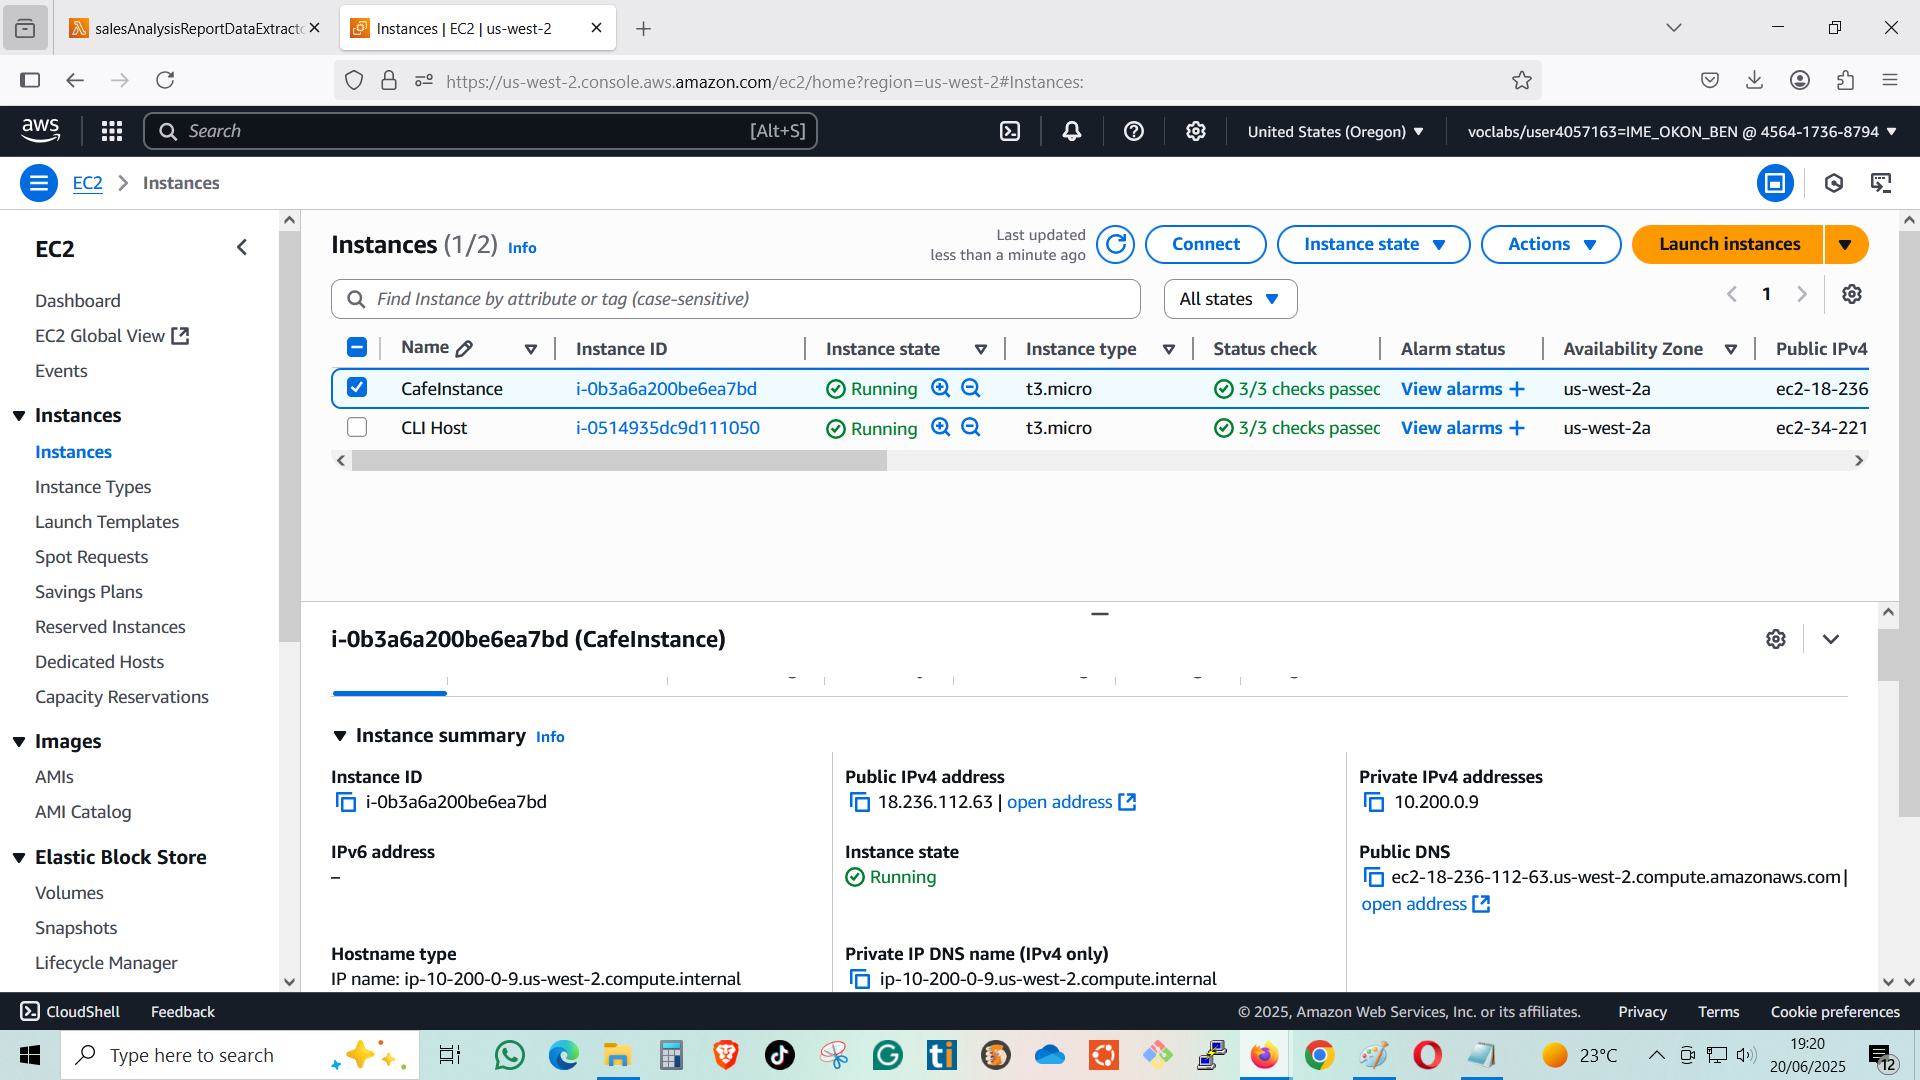 salesAnalysisReportDataExtracto
Instances | EC2 | us-west-2
https://us-west-2.console.aws.amazon.com/ec2/home?region=us-west-2#Instances:
aws
Search
[Alt+S]
United States (Oregon)
voclabs/user4057163=IME_OKON_BEN @ 4564-1736-8794
EC2
Instances
EC2
Dashboard
EC2 Global View
Events
Instances
Instances
Instance Types
Launch Templates
Spot Requests
Savings Plans
Reserved Instances
Dedicated Hosts
Capacity Reservations
Images
AMIs
AMI Catalog
Elastic Block Store
Volumes
Snapshots
Lifecycle Manager
Instances (1/2) Info
Last updated
less than a minute ago
Connect
Instance state
Actions
Launch instances
Find Instance by attribute or tag (case-sensitive)
All states
1
Name Instance ID Instance state Instance type Status check Alarm status Availability Zone Public IPv4
CafeInstance i-0b3a6a200be6ea7bd Running t3.micro 3/3 checks passed View alarms + us-west-2a ec2-18-236
CLI Host i-0514935dc9d111050 Running t3.micro 3/3 checks passed View alarms + us-west-2a ec2-34-221
i-0b3a6a200be6ea7bd (CafeInstance)
Instance summary Info
Instance ID
i-0b3a6a200be6ea7bd
Public IPv4 address
18.236.112.63 | open address
Private IPv4 addresses
10.200.0.9
IPv6 address
–
Instance state
Running
Public DNS
ec2-18-236-112-63.us-west-2.compute.amazonaws.com |
open address
Hostname type
IP name: ip-10-200-0-9.us-west-2.compute.internal
Private IP DNS name (IPv4 only)
ip-10-200-0-9.us-west-2.compute.internal
CloudShell
Feedback
© 2025, Amazon Web Services, Inc. or its affiliates.
Privacy
Terms
Cookie preferences
Type here to search
ti
23°C
19:20
20/06/2025
12